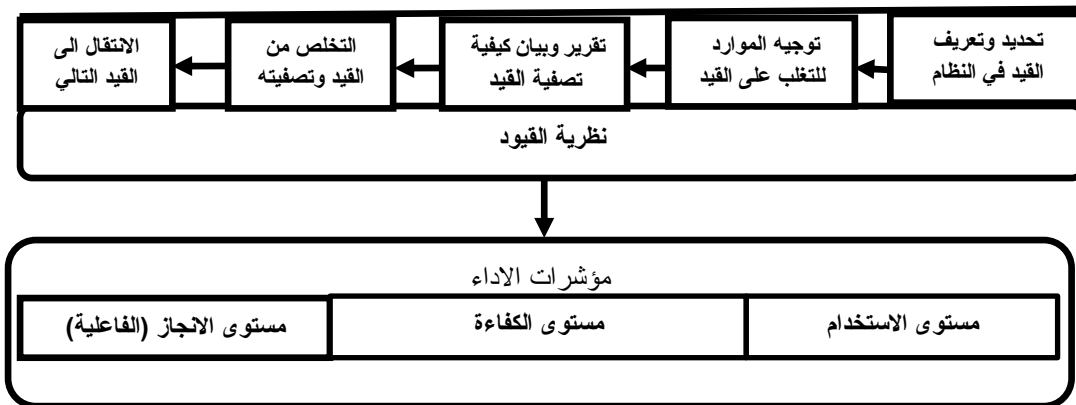 تحديد وتعريف
القيد في النظام
توجيه الموارد
للتغلب على القيد
تقرير وبيان كيفية
تصفية القيد
التخلص من
القيد وتصفيته
الانتقال الى
القيد التالي
نظرية القيود
مؤشرات الاداء
مستوى الاستخدام
مستوى الكفاءة
مستوى الانجاز (الفاعلية)